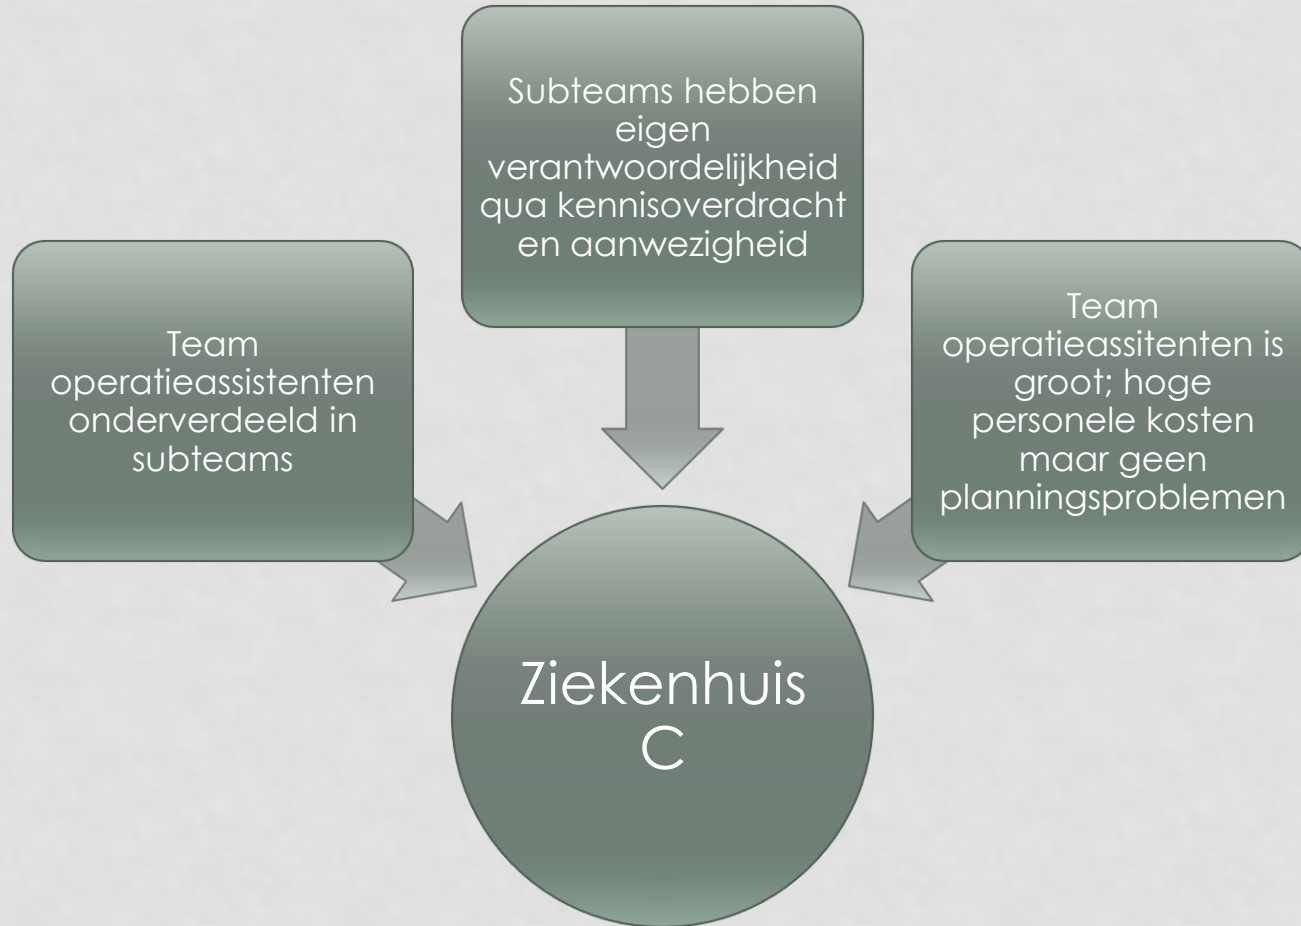 Team
operatieassistenten
onderverdeeld in
subteams
Subteams hebben
eigen
verantwoordelijkheid
qua kennisoverdracht
en aanwezigheid
Team
operatieassitenten is
groot; hoge
personele kosten
maar geen
planningsproblemen
Ziekenhuis
C